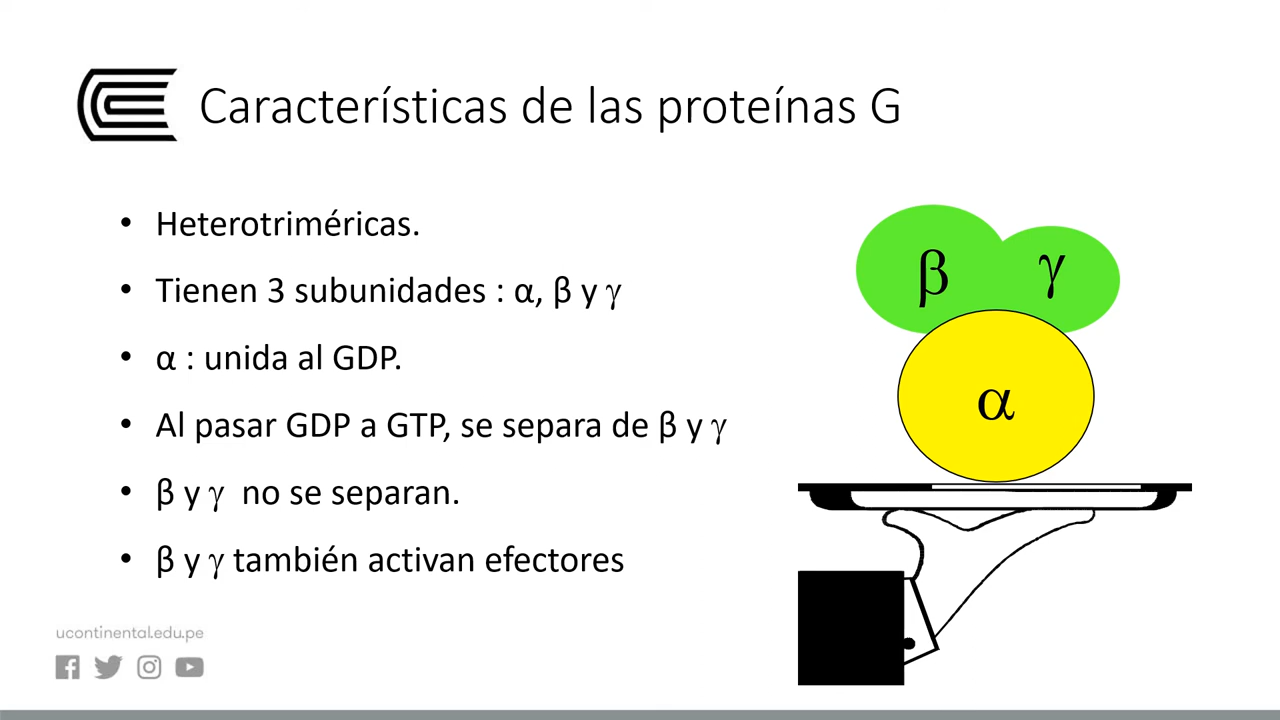 Características de las proteínas G
• Heterotriméricas.
• Tienen 3 subunidades : α, β y γ
• α : unida al GDP.
• Al pasar GDP a GTP, se separa de β y γ
• β y γ no se separan.
• β y γ también activan efectores
β γ
α
ucontinental.edu.pe